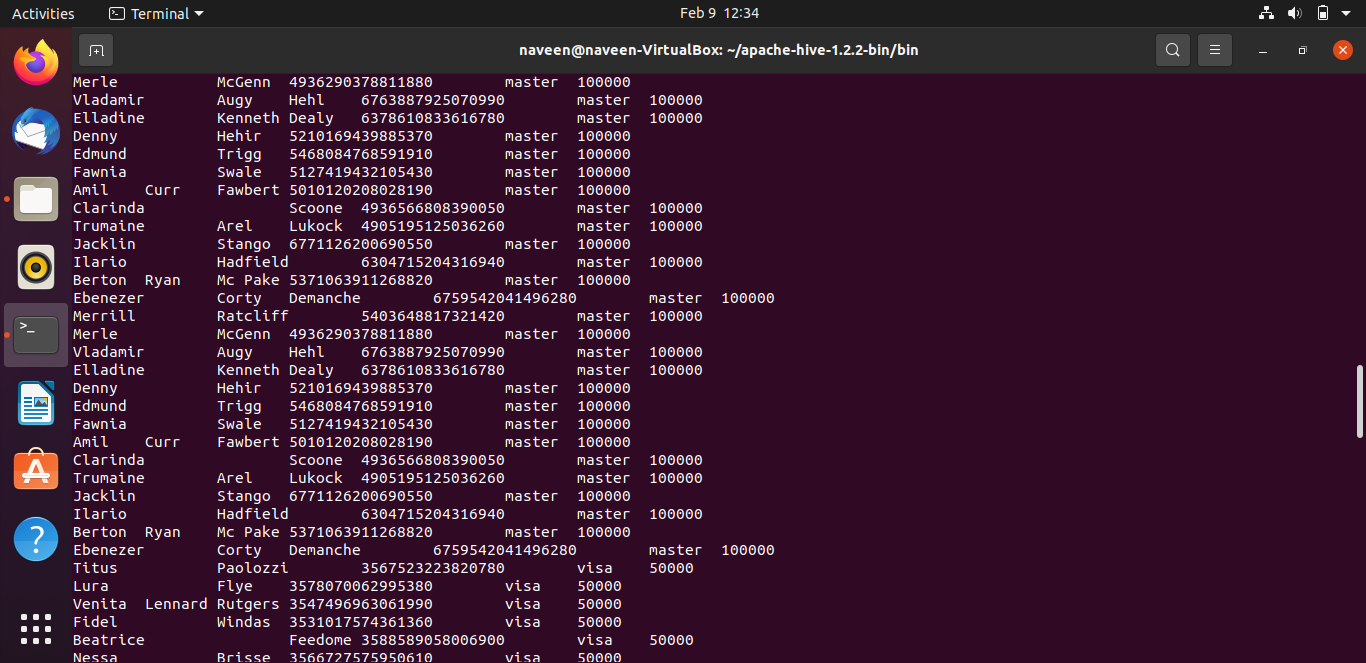 Activities Terminal Feb 9 12:34
naveen@naveen-VirtualBox: ~/apache-hive-1.2.2-bin/bin
Merle McGenn 4936290378811880 master 100000
Vladamir Augy Hehl 6763887925070990 master 100000
Elladine Kenneth Dealy 6378610833616780 master 100000
Denny Hehir 5210169439885370 master 100000
Edmund Trigg 5468084768591910 master 100000
Fawnia Swale 5127419432105430 master 100000
Amil Curr Fawbert 5010120208028190 master 100000
Clarinda Scoone 4936566808390050 master 100000
Trumaine Arel Lukock 4905195125036260 master 100000
Jacklin Stango 6771126200690550 master 100000
Ilario Hadfield 6304715204316940 master 100000
Berton Ryan Mc Pake 5371063911268820 master 100000
Ebenezer Corty Demanche 6759542041496280 master 100000
Merrill Ratcliff 5403648817321420 master 100000
Merle McGenn 4936290378811880 master 100000
Vladamir Augy Hehl 6763887925070990 master 100000
Elladine Kenneth Dealy 6378610833616780 master 100000
Denny Hehir 5210169439885370 master 100000
Edmund Trigg 5468084768591910 master 100000
Fawnia Swale 5127419432105430 master 100000
Amil Curr Fawbert 5010120208028190 master 100000
Clarinda Scoone 4936566808390050 master 100000
Trumaine Arel Lukock 4905195125036260 master 100000
Jacklin Stango 6771126200690550 master 100000
Ilario Hadfield 6304715204316940 master 100000
Berton Ryan Mc Pake 5371063911268820 master 100000
Ebenezer Corty Demanche 6759542041496280 master 100000
Titus Paolozzi 3567523223820780 visa 50000
Lura Flye 3578070062995380 visa 50000
Venita Lennard Rutgers 3547496963061990 visa 50000
Fidel Windas 3531017574361360 visa 50000
Beatrice Feedome 3588589058006900 visa 50000
Nessa Brisse 3566727575950610 visa 50000